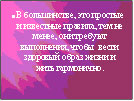 В большинстве, это простые
и известные правила, тем не
менее, они требуют
выполнения, чтобы вести
здоровый образ жизни и
жить гармонично.